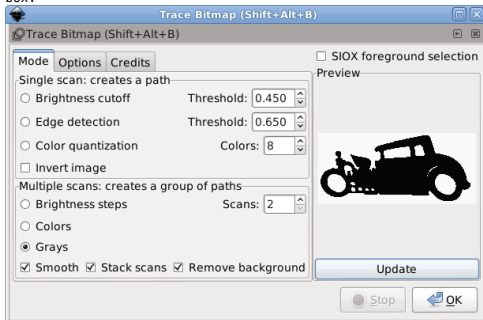 Trace Bitmap (Shift+Alt+B)
Trace Bitmap (Shift+Alt+B)
Mode Options Credits
SIOX foreground selection
Single scan: creates a path
Preview
Brightness cutoff Threshold: 0.450
Edge detection Threshold: 0.650
Color quantization Colors: 8
Invert image
Multiple scans: creates a group of paths
Brightness steps Scans: 2
Colors
Grays
Smooth Stack scans Remove background
Update
Stop OK